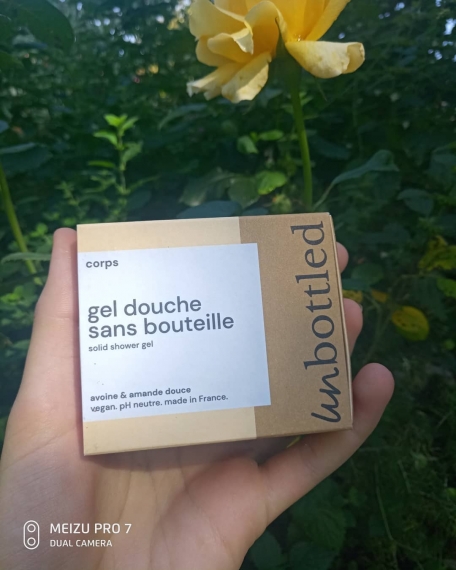 corps
gel douche
sans bouteille
solid shower gel
avoine & amande douce
vegan. pH neutre. made in France.
unbottled
MEIZU PRO 7
DUAL CAMERA